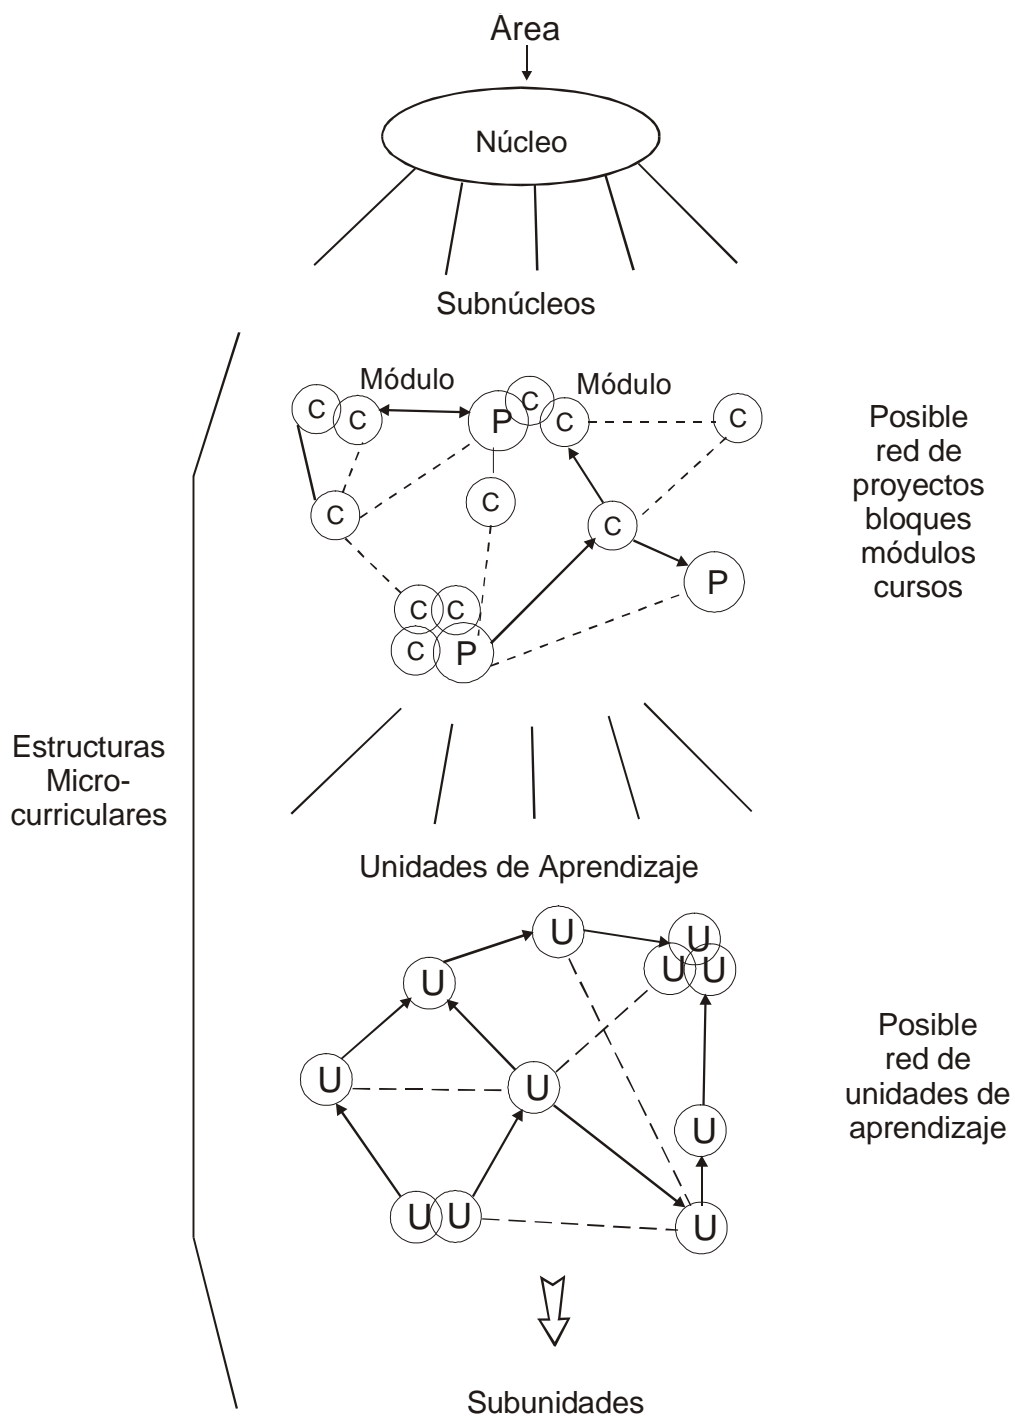 Area
Núcleo
Subnúcleos
Módulo
Módulo
C
C
P
C
C
C
C
C
C
P
C
C
C
P
Posible
red de
proyectos
bloques
módulos
cursos
Estructuras
Micro-
curriculares
Unidades de Aprendizaje
U
U
U
U
U
U
U
U
U
U
U
Posible
red de
unidades de
aprendizaje
Subunidades